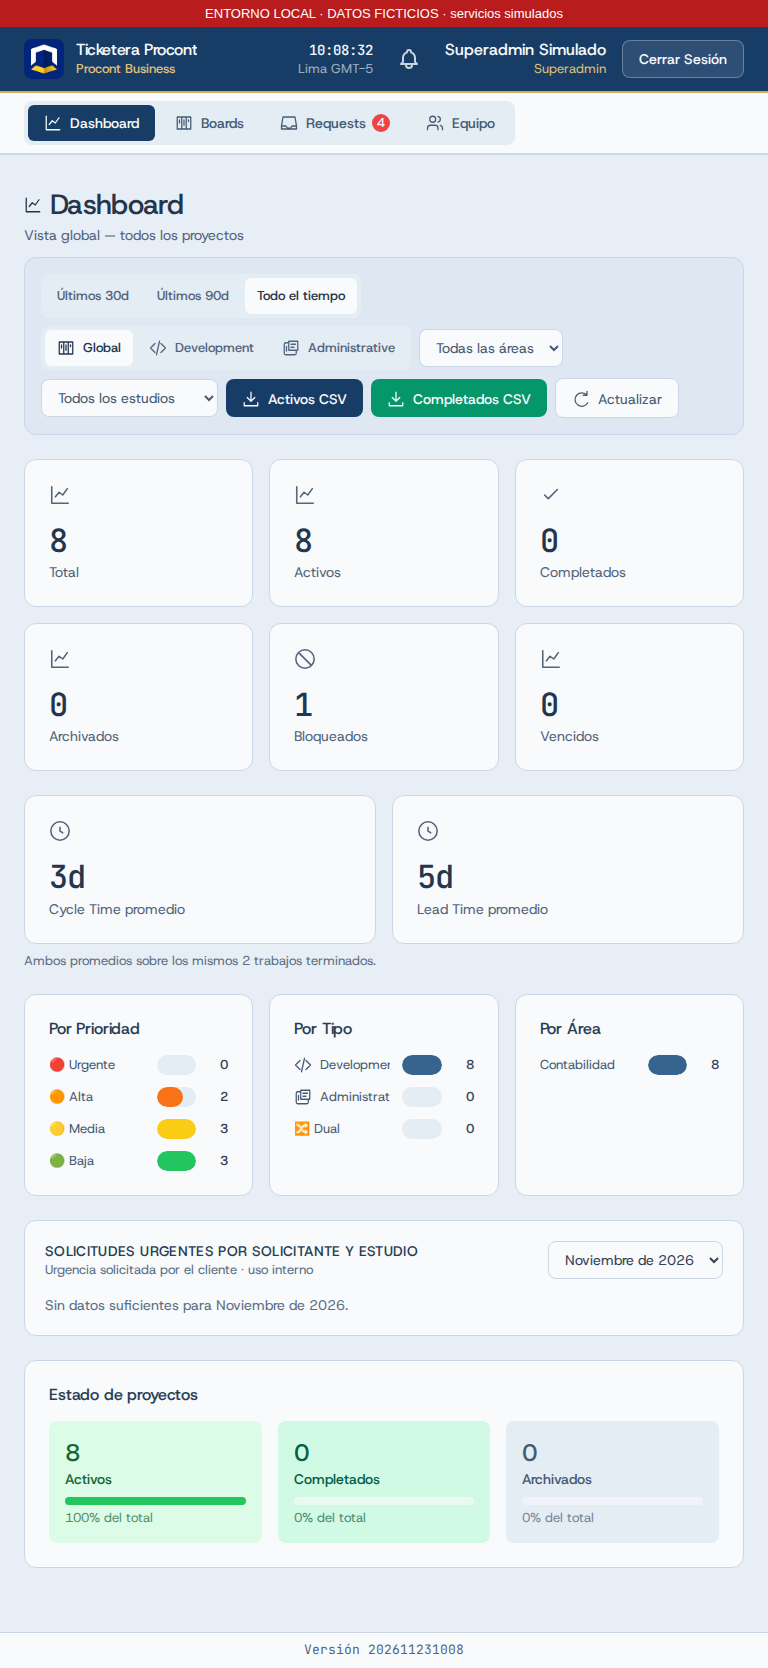 ENTORNO LOCAL · DATOS FICTICIOS · servicios simulados
Ticketera Procont
Procont Business
10:08:32
Lima GMT-5
Superadmin Simulado
Superadmin
Cerrar Sesión
Dashboard
Boards
Requests 4
Equipo
Dashboard
Vista global — todos los proyectos
Últimos 30d
Últimos 90d
Todo el tiempo
Global
Development
Administrative
Todas las áreas
Todos los estudios
Activos CSV
Completados CSV
Actualizar
8
Total
8
Activos
0
Completados
0
Archivados
1
Bloqueados
0
Vencidos
3d
Cycle Time promedio
5d
Lead Time promedio
Ambos promedios sobre los mismos 2 trabajos terminados.
Por Prioridad
Urgente 0
Alta 2
Media 3
Baja 3
Por Tipo
Developmer 8
Administrat 0
Dual 0
Por Área
Contabilidad 8
SOLICITUDES URGENTES POR SOLICITANTE Y ESTUDIO
Urgencia solicitada por el cliente · uso interno
Noviembre de 2026
Sin datos suficientes para Noviembre de 2026.
Estado de proyectos
8
Activos
100% del total
0
Completados
0% del total
0
Archivados
0% del total
Versión 202611231008